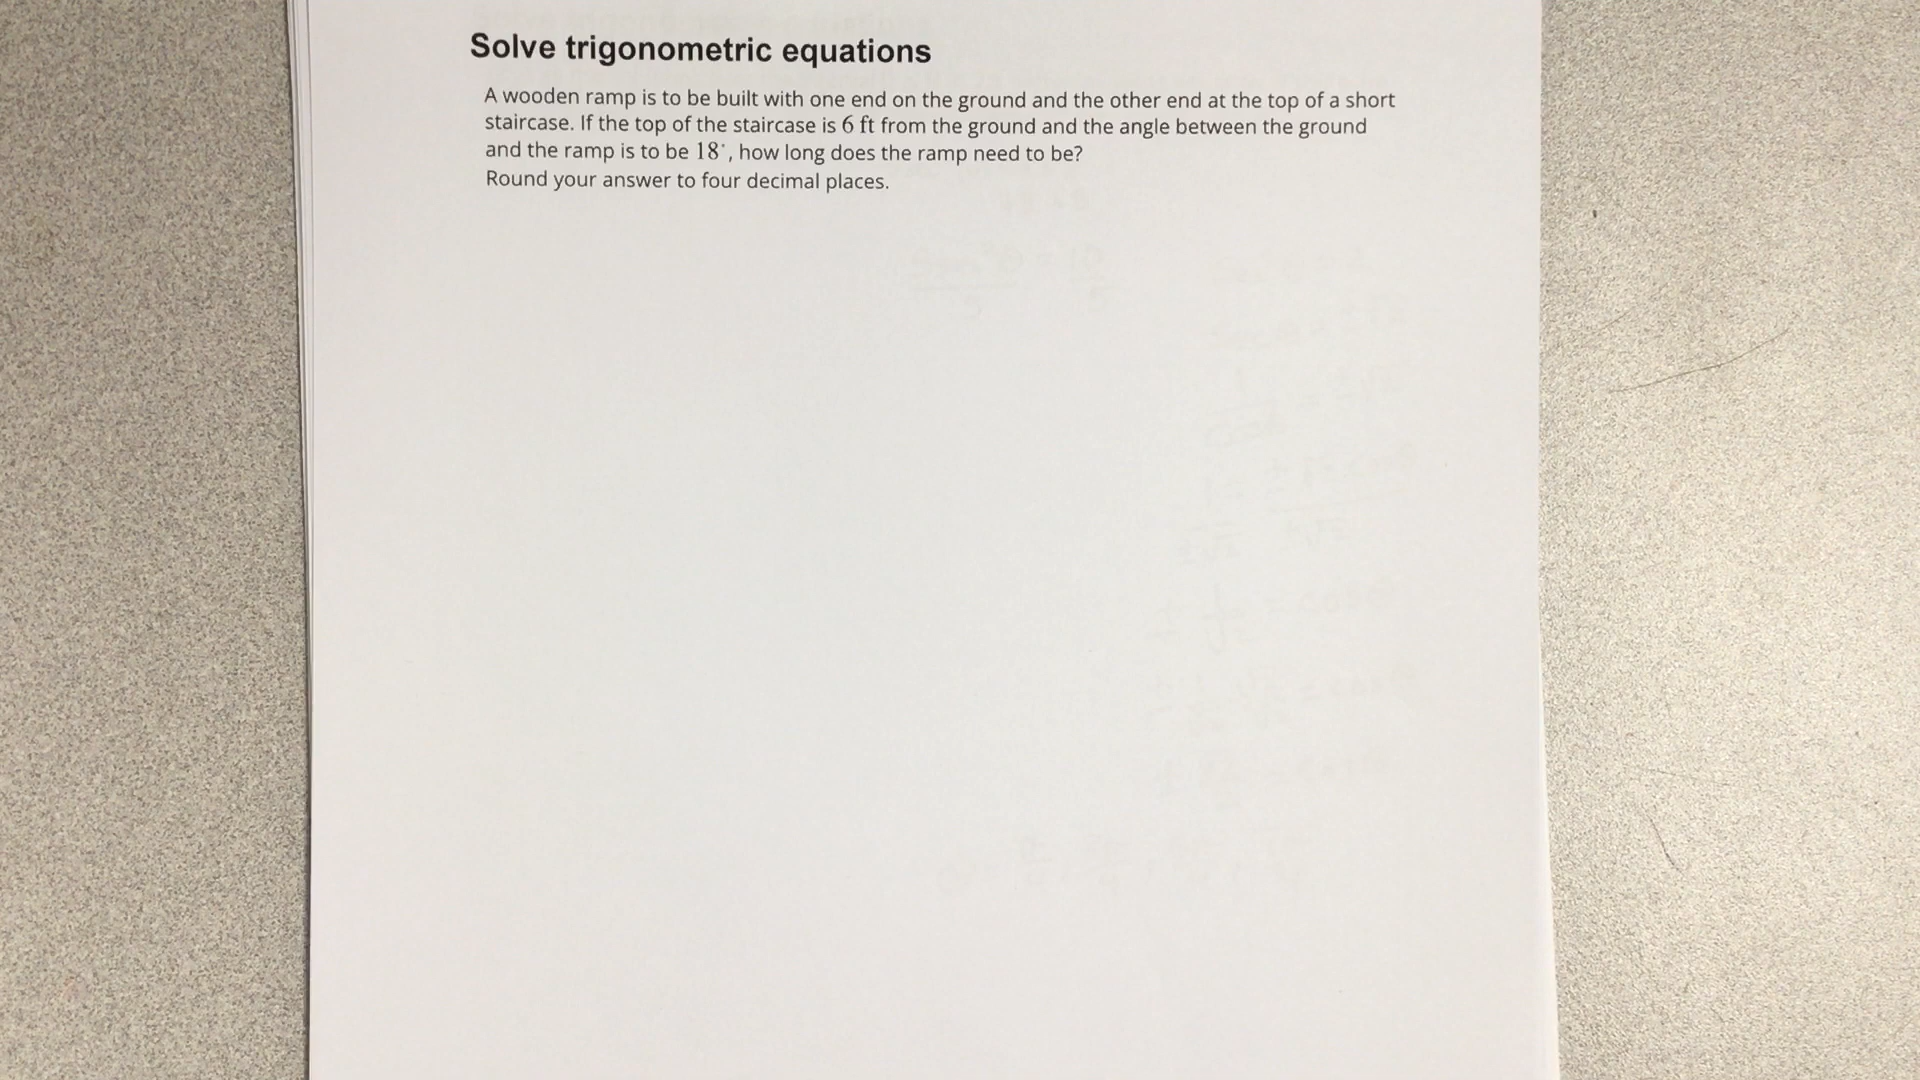 Solve trigonometric equations
A wooden ramp is to be built with one end on the ground and the other end at the top of a short
staircase. If the top of the staircase is 6 ft from the ground and the angle between the ground
and the ramp is to be 18°, how long does the ramp need to be?
Round your answer to four decimal places.